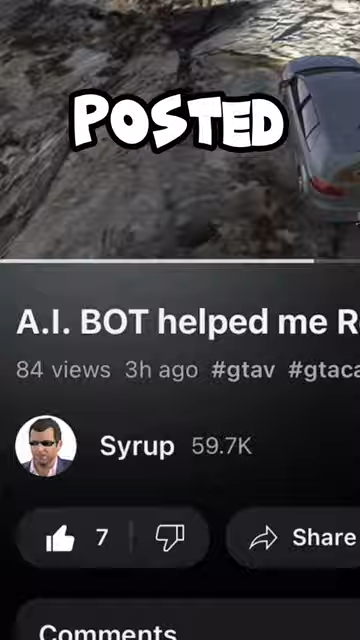 POSTED
A.I. BOT helped me R
84 views 3h ago #gtav #gtaca
Syrup 59.7K
7 Share
Comments